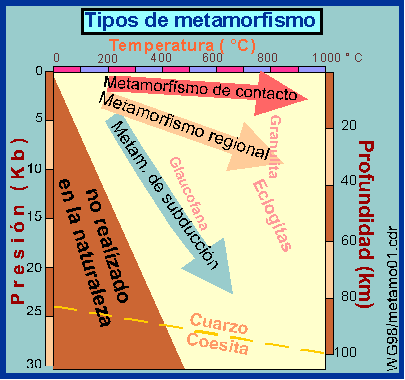 Tipos de metamorfismo
Temperatura ( °C)
0 200 400 600 800 1000 ° C
Presión ( Kb)
0
5
10
15
20
25
30
Profundidad (km)
20
40
60
80
100
Metamorfísmo de contacto
Metamorfismo regional
Metam. de subducción
Granulita
Glaucofana
Eclogitas
no realizado
en la naturaleza
Cuarzo
Coesita
WG98/metamo01.cdr